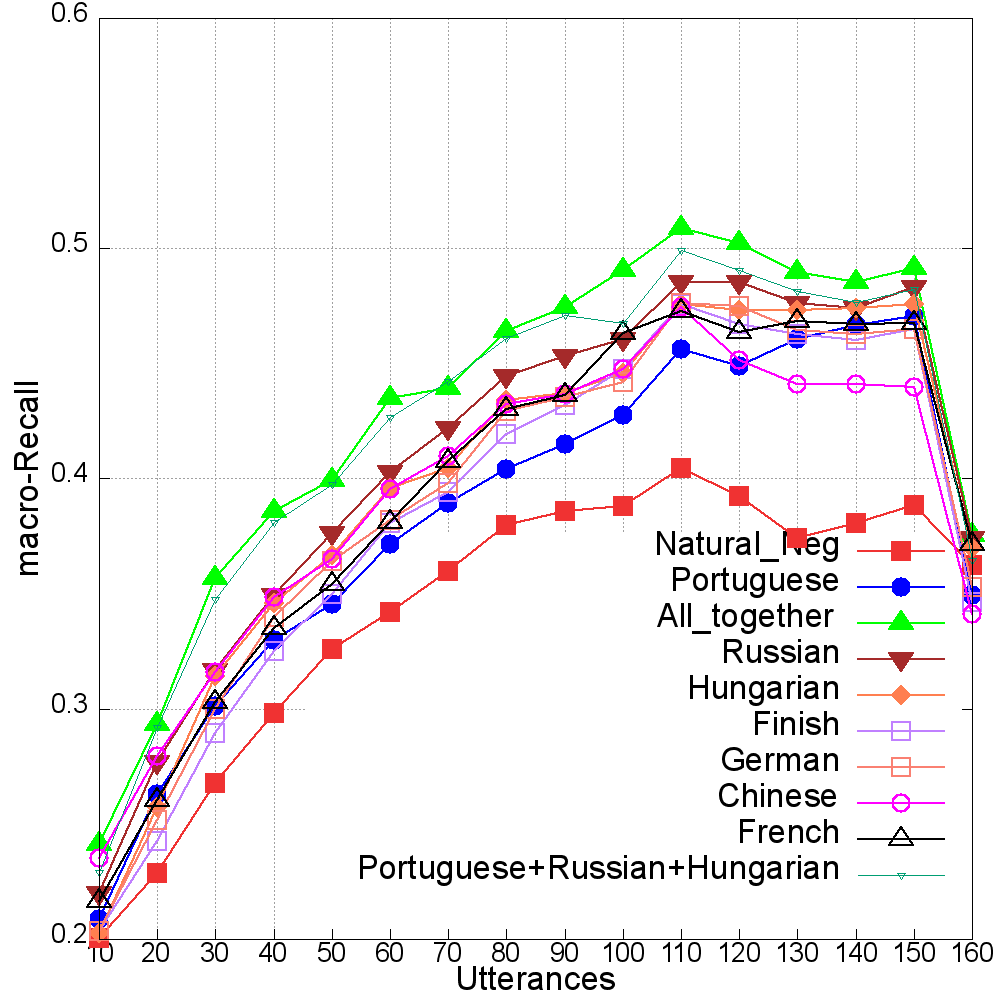 0.6
0.5
0.4
0.3
0.2
macro-Recall
Natural_Neg
Portuguese
All_together
Russian
Hungarian
Finish
German
Chinese
French
Portuguese+Russian+Hungarian
10 20 30 40 50 60 70 80 90 100 110 120 130 140 150 160
Utterances